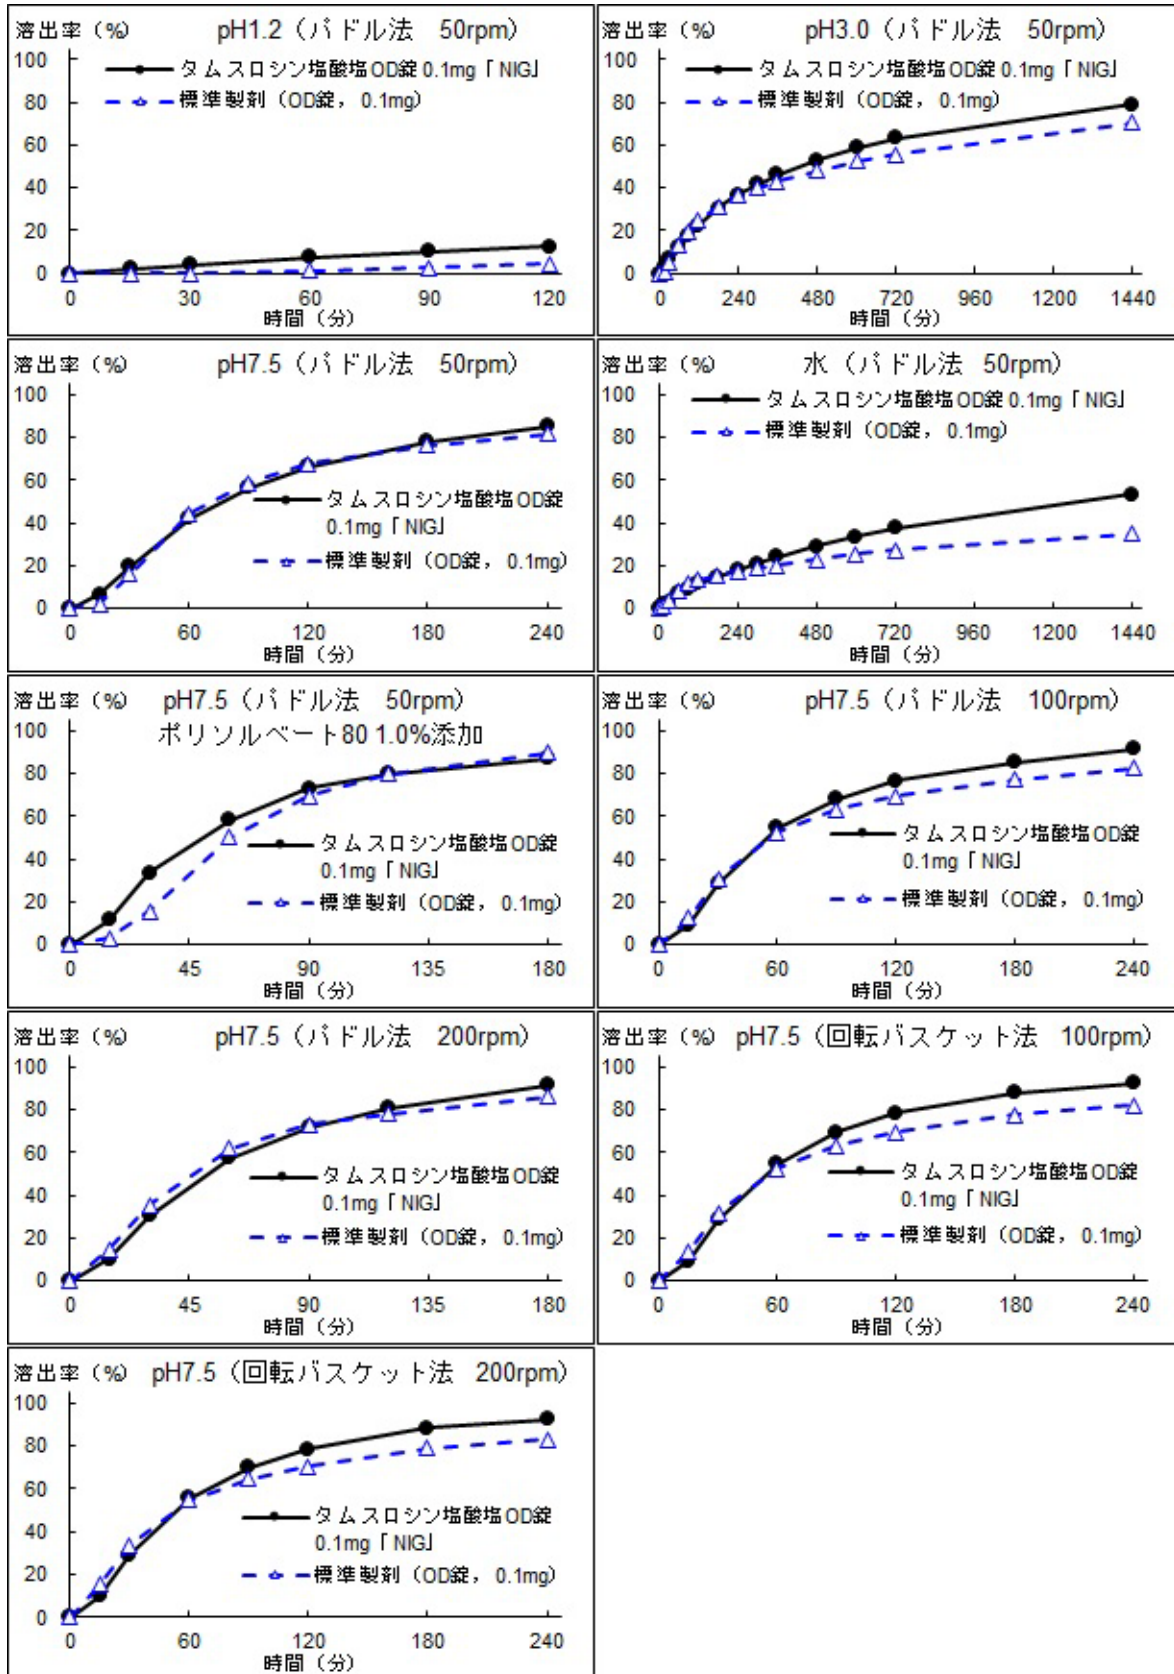 溶出率（%） pH1.2（パドル法　50rpm）
100
タムスロシン塩酸塩OD錠 0.1mg「NIG」
80
標準製剤（OD錠，0.1mg）
60
40
20
0
0 30 60 90 120
時間（分）
溶出率（%） pH3.0（パドル法　50rpm）
100
タムスロシン塩酸塩OD錠 0.1mg「NIG」
80
標準製剤（OD錠，0.1mg）
60
40
20
0
0 240 480 720 960 1200 1440
時間（分）
溶出率（%） pH7.5（パドル法　50rpm）
100
80
60
タムスロシン塩酸塩OD錠
0.1mg「NIG」
40
標準製剤（OD錠，0.1mg）
20
0
0 60 120 180 240
時間（分）
溶出率（%） 水（パドル法　50rpm）
100
タムスロシン塩酸塩OD錠 0.1mg「NIG」
80
標準製剤（OD錠，0.1mg）
60
40
20
0
0 240 480 720 960 1200 1440
時間（分）
溶出率（%） pH7.5（パドル法　50rpm）
ポリソルベート80 1.0%添加
100
80
60
タムスロシン塩酸塩OD錠
0.1mg「NIG」
40
標準製剤（OD錠，0.1mg）
20
0
0 45 90 135 180
時間（分）
溶出率（%） pH7.5（パドル法　100rpm）
100
80
60
タムスロシン塩酸塩OD錠
0.1mg「NIG」
40
標準製剤（OD錠，0.1mg）
20
0
0 60 120 180 240
時間（分）
溶出率（%） pH7.5（パドル法　200rpm）
100
80
60
タムスロシン塩酸塩OD錠
0.1mg「NIG」
40
標準製剤（OD錠，0.1mg）
20
0
0 45 90 135 180
時間（分）
溶出率（%） pH7.5（回転バスケット法　100rpm）
100
80
60
タムスロシン塩酸塩OD錠
0.1mg「NIG」
40
標準製剤（OD錠，0.1mg）
20
0
0 60 120 180 240
時間（分）
溶出率（%） pH7.5（回転バスケット法　200rpm）
100
80
60
タムスロシン塩酸塩OD錠
0.1mg「NIG」
40
標準製剤（OD錠，0.1mg）
20
0
0 60 120 180 240
時間（分）